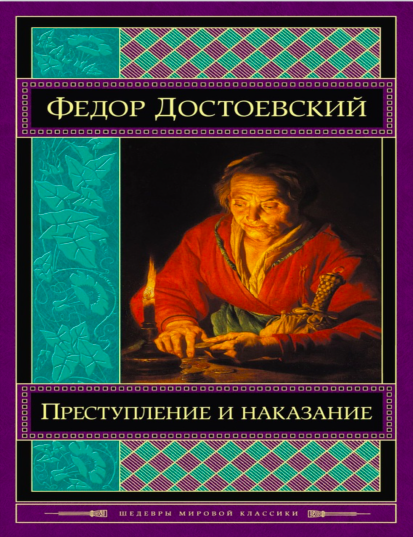 ФЕДОР ДОСТОЕВСКИЙ
ПРЕСТУПЛЕНИЕ И НАКАЗАНИЕ
ШЕДЕВРЫ МИРОВОЙ КЛАССИКИ